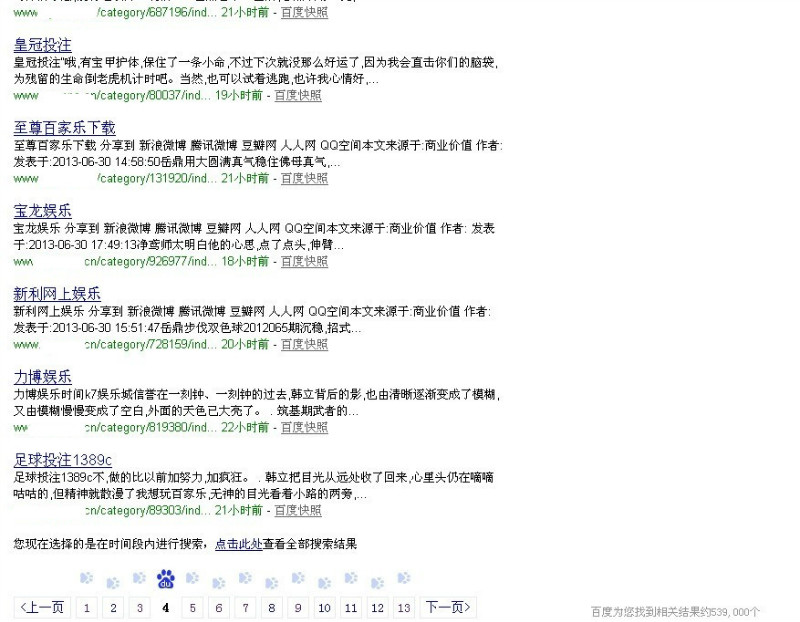 www /category/687196/ind... 21小时前 - 百度快照
皇冠投注
皇冠投注"哦,有宝甲护体,保住了一条小命,不过下次就没那么好运了,因为我会直击你们的脑袋,
为残留的生命倒老虎机计时吧。当然,也可以试着逃跑,也许我心情好,...
www cn/category/80037/ind... 19小时前 - 百度快照
至尊百家乐下载
至尊百家乐下载 分享到 新浪微博 腾讯微博 豆瓣网 人人网 QQ空间本文来源于:商业价值 作者:
发表于:2013-06-30 14:58:50岳鼎用大圆满真气稳住佛母真气,...
www /category/131920/ind... 21小时前 - 百度快照
宝龙娱乐
宝龙娱乐 分享到 新浪微博 腾讯微博 豆瓣网 人人网 QQ空间本文来源于:商业价值 作者: 发表
于:2013-06-30 17:49:13净鸢师太明白他的心思,点了点头,伸臂...
ww cn/category/926977/ind... 18小时前 - 百度快照
新利网上娱乐
新利网上娱乐 分享到 新浪微博 腾讯微博 豆瓣网 人人网 QQ空间本文来源于:商业价值 作者:
发表于:2013-06-30 15:51:47岳鼎步伐双色球2012065期沉稳,招式...
www. cn/category/728159/ind... 20小时前 - 百度快照
力博娱乐
力博娱乐时间k7娱乐城信誉在一刻钟、一刻钟的过去,韩立背后的影,也由清晰逐渐变成了模糊,
又由模糊慢慢变成了空白,外面的天色已大亮了。 . 筑基期武者的...
w cn/category/819380/ind... 22小时前 - 百度快照
足球投注1389c
足球投注1389c不,做的比以前加努力,加疯狂。 . 韩立把目光从远处收了回来,心里头仍在嘀嘀
咕咕的,但精神就散漫了我想玩百家乐,无神的目光看着小路的两旁,...
cn/category/89303/ind... 21小时前 - 百度快照
您现在选择的是在时间段内进行搜索，点击此处查看全部搜索结果
du
<上一页 1 2 3 4 5 6 7 8 9 10 11 12 13 下一页>
百度为您找到相关结果约539,000个